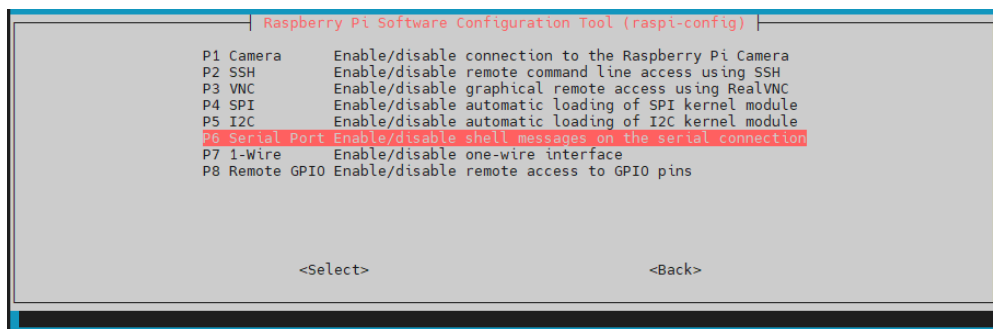 Raspberry Pi Software Configuration Tool (raspi-config)
P1 Camera Enable/disable connection to the Raspberry Pi Camera
P2 SSH Enable/disable remote command line access using SSH
P3 VNC Enable/disable graphical remote access using RealVNC
P4 SPI Enable/disable automatic loading of SPI kernel module
P5 I2C Enable/disable automatic loading of I2C kernel module
P6 Serial Port Enable/disable shell messages on the serial connection
P7 1-Wire Enable/disable one-wire interface
P8 Remote GPIO Enable/disable remote access to GPIO pins
<Select> <Back>